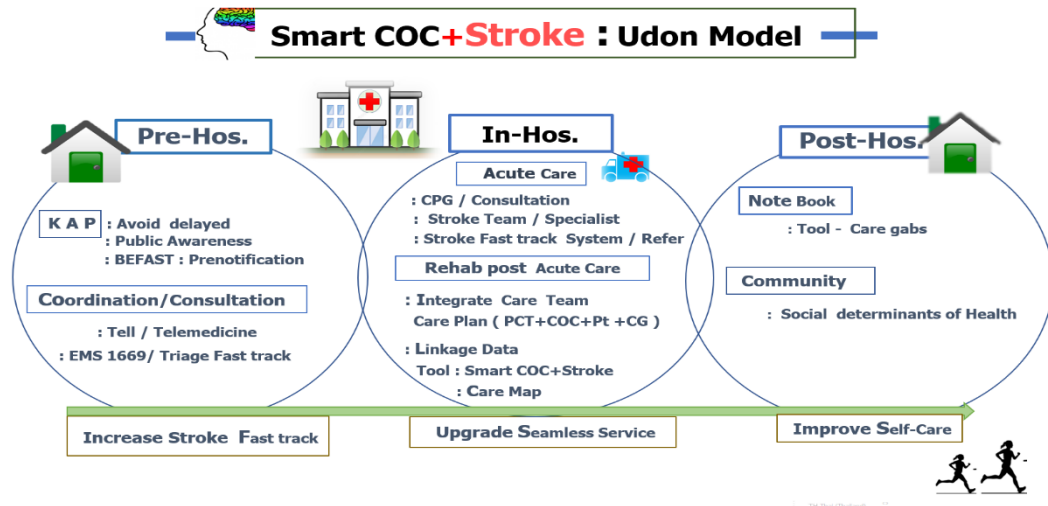 Smart COC+Stroke : Udon Model
Pre-Hos.
K A P : Avoid delayed
: Public Awareness
: BEFAST : Prenotification
Coordination/Consultation
: Tell / Telemedicine
: EMS 1669/ Triage Fast track
Increase Stroke Fast track
In-Hos.
Acute Care
: CPG / Consultation
: Stroke Team / Specialist
: Stroke Fast track System / Refer
Rehab post Acute Care
: Integrate Care Team
Care Plan ( PCT+COC+Pt +CG )
: Linkage Data
Tool : Smart COC+Stroke
: Care Map
Upgrade Seamless Service
Post-Hos.
Note Book
: Tool - Care gabs
Community
: Social determinants of Health
Improve Self-Care